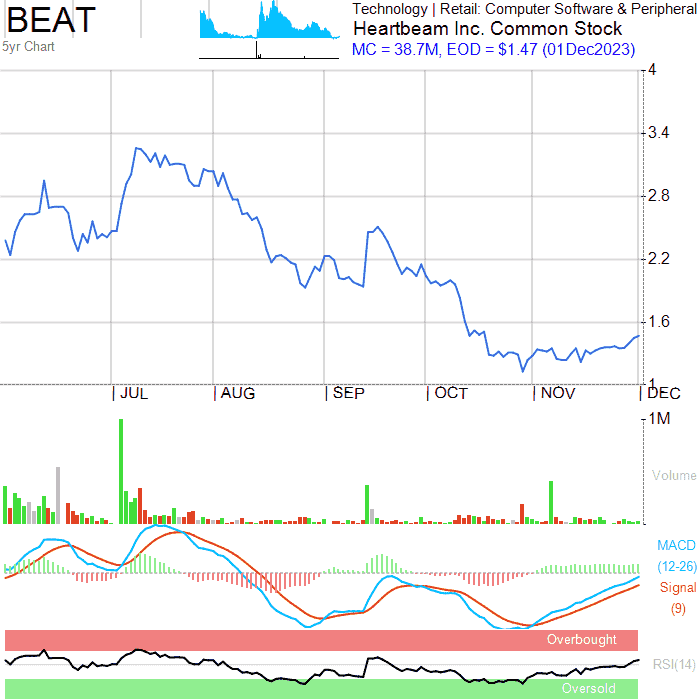 BEAT
5yr Chart
Technology | Retail: Computer Software & Peripheral
Heartbeam Inc. Common Stock
MC = 38.7M, EOD = $1.47 (01Dec2023)
4
3.4
2.8
2.2
1.6
1
JUL AUG SEP OCT NOV DEC
1M
Volume
MACD
(12-26)
Signal
(9)
Overbought
RSI(14)
Oversold